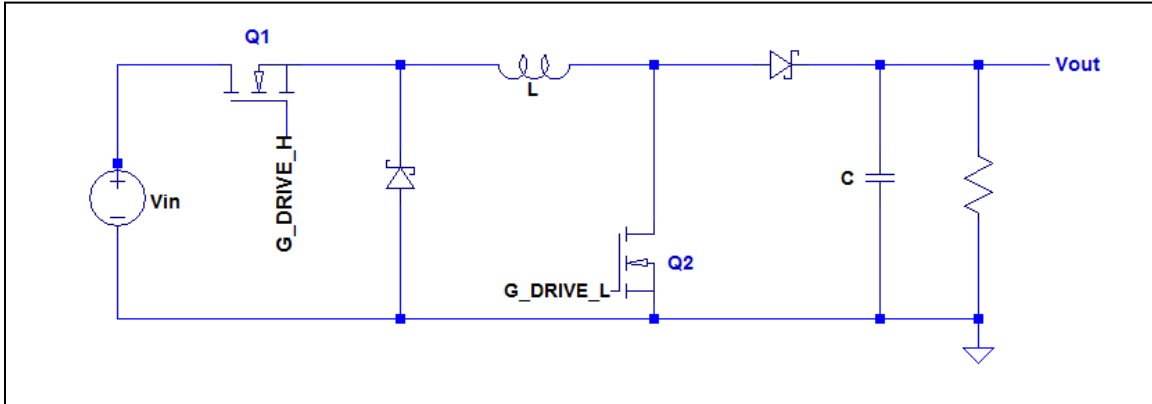 Q1
L
Vout
G_DRIVE_H
+
Vin
−
C
Q2
G_DRIVE_L